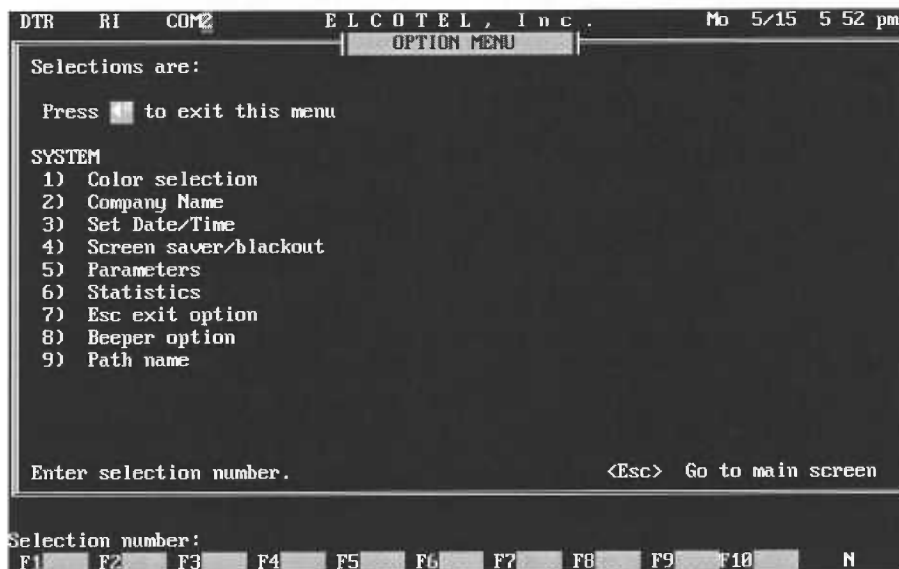 DTR RI COM2 E L C O T E L , I n c . Mo 5/15 5 52 pm
OPTION MENU
Selections are:
Press to exit this menu
SYSTEM
1) Color selection
2) Company Name
3) Set Date/Time
4) Screen saver/blackout
5) Parameters
6) Statistics
7) Esc exit option
8) Beeper option
9) Path name
Enter selection number. <Esc> Go to main screen
Selection number:
F1 F2 F3 F4 F5 F6 F7 F8 F9 F10 N